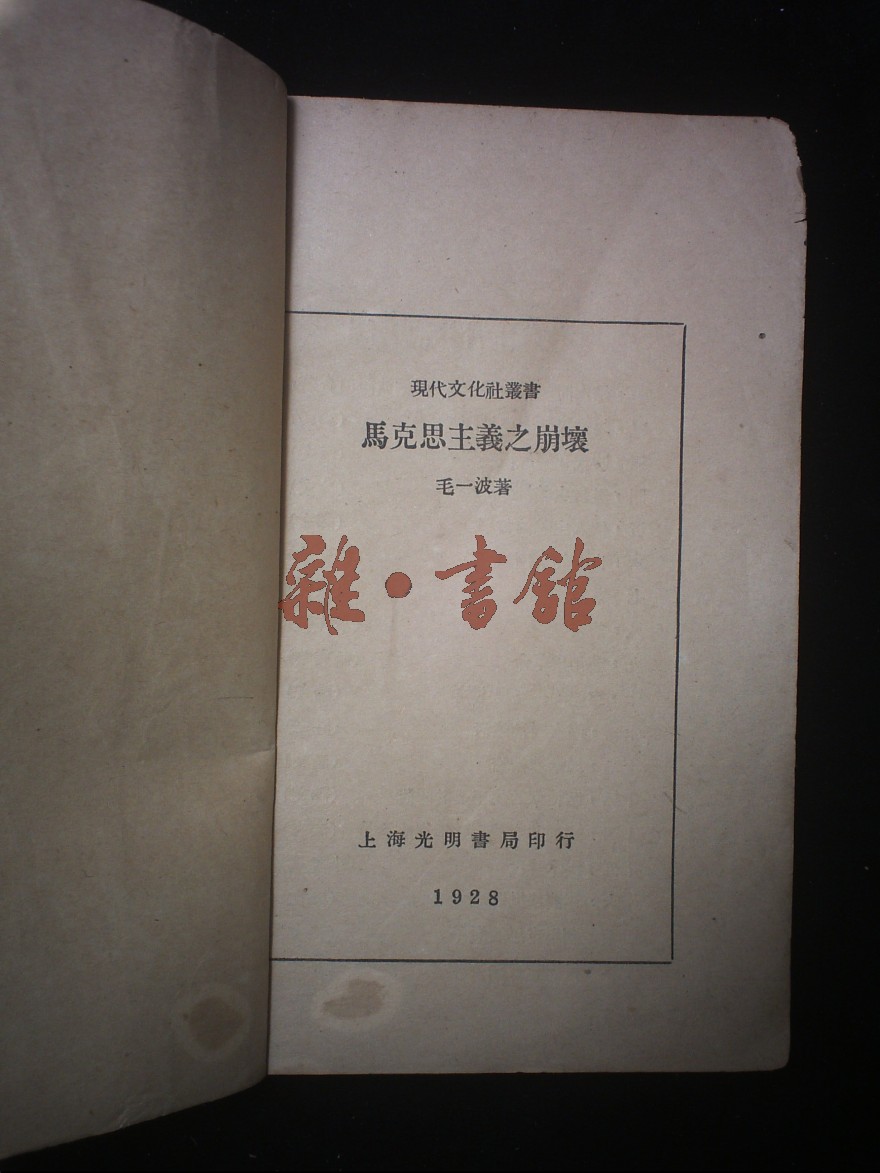 現代文化社叢書
馬克思主義之崩壞
毛一波著
雜·書館
上海光明書局印行
1928